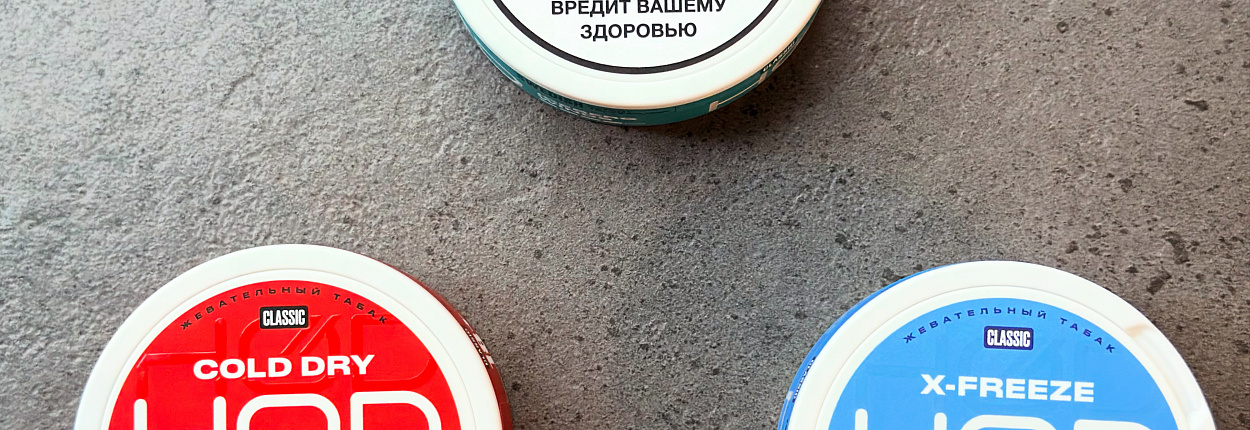 ВРЕДИТ ВАШЕМУ
ЗДОРОВЬЮ
ЖЕВАТЕЛЬНЫЙ ТАБАК
CLASSIC
COLD DRY
ЖЕВАТЕЛЬНЫЙ ТАБАК
CLASSIC
X-FREEZE